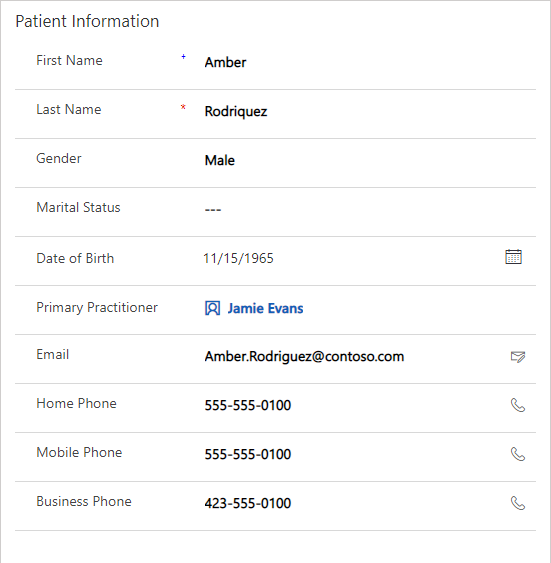 Patient Information
First Name + Amber
Last Name * Rodriquez
Gender Male
Marital Status ---
Date of Birth 11/15/1965
Primary Practitioner Jamie Evans
Email Amber.Rodriguez@contoso.com
Home Phone 555-555-0100
Mobile Phone 555-555-0100
Business Phone 423-555-0100